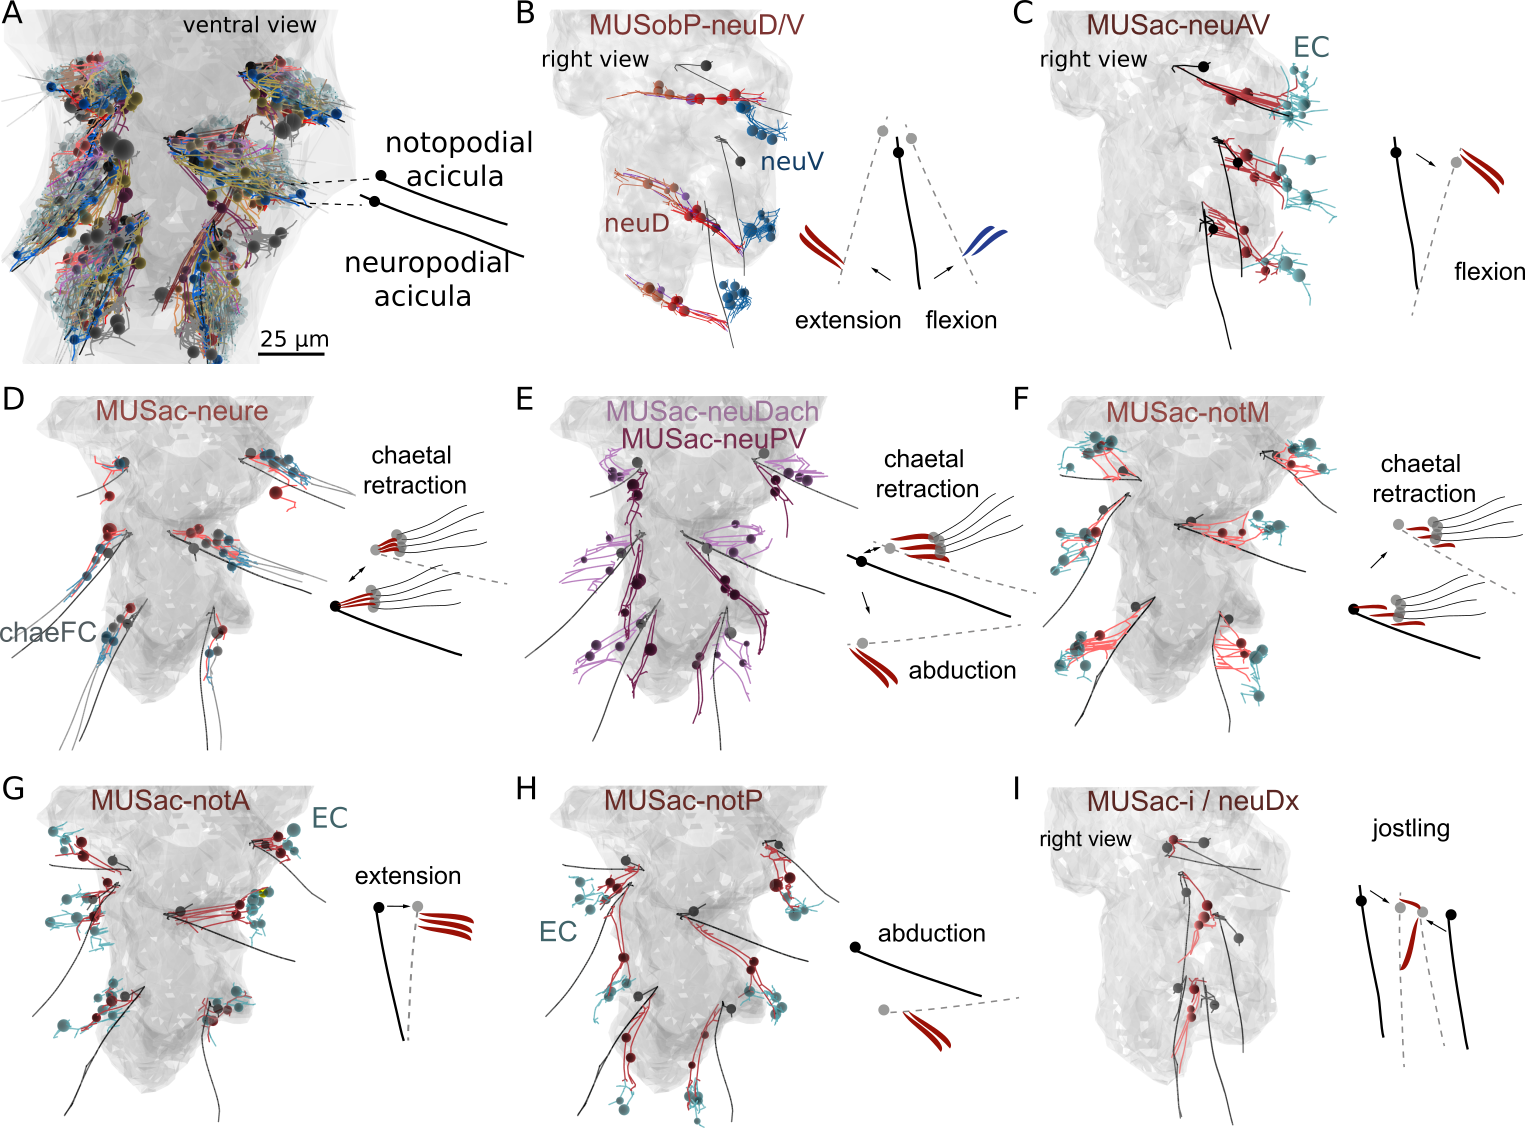 A
ventral view
notopodial
acicula
neuropodial
acicula
25 µm
B
MUSobP-neuD/V
right view
neuV
neuD
extension
flexion
C
MUSac-neuAV
right view
EC
flexion
D
MUSac-neure
chaetal
retraction
chaeFC
E
MUSac-neuDach
MUSac-neuPV
chaetal
retraction
abduction
F
MUSac-notM
chaetal
retraction
G
MUSac-notA
EC
extension
H
MUSac-notP
EC
abduction
I
MUSac-i / neuDx
right view
jostling